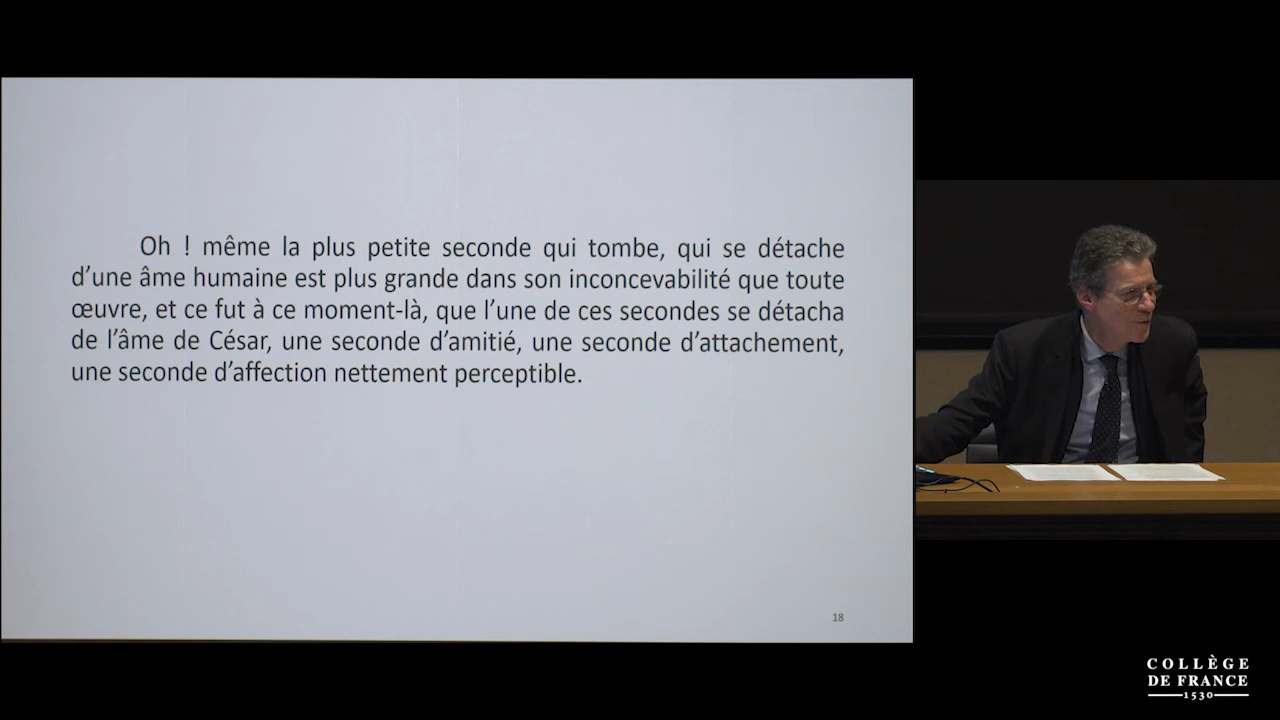 Oh ! même la plus petite seconde qui tombe, qui se détache
d’une âme humaine est plus grande dans son inconcevabilité que toute
œuvre, et ce fut à ce moment-là, que l’une de ces secondes se détacha
de l’âme de César, une seconde d’amitié, une seconde d’attachement,
une seconde d’affection nettement perceptible.
18
COLLÈGE
DE FRANCE
1530